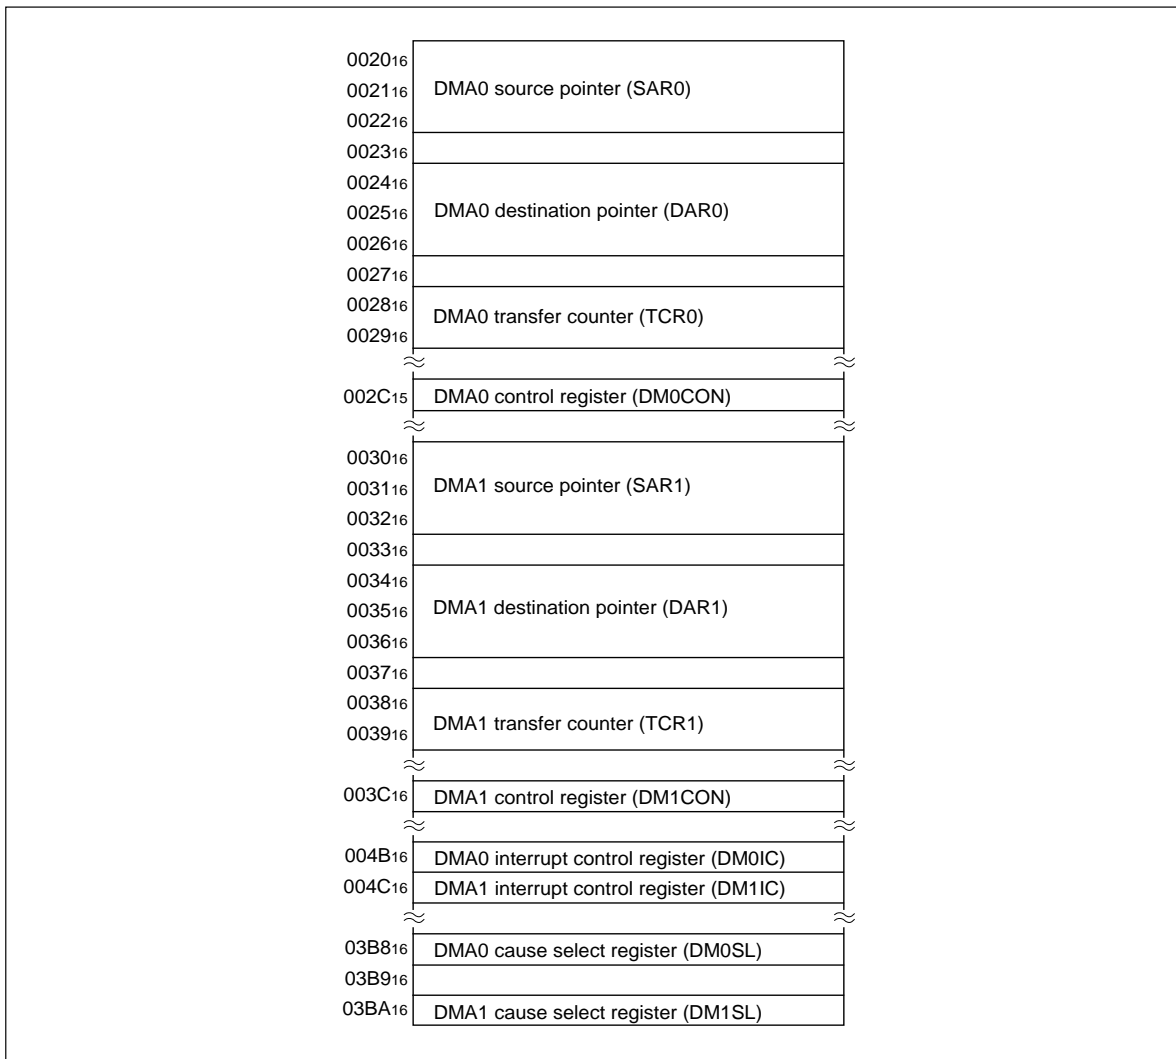 0020₁₆
0021₁₆ DMA0 source pointer (SAR0)
0022₁₆
0023₁₆
0024₁₆
0025₁₆ DMA0 destination pointer (DAR0)
0026₁₆
0027₁₆
0028₁₆ DMA0 transfer counter (TCR0)
0029₁₆
002C₁₅ DMA0 control register (DM0CON)
0030₁₆
0031₁₆ DMA1 source pointer (SAR1)
0032₁₆
0033₁₆
0034₁₆
0035₁₆ DMA1 destination pointer (DAR1)
0036₁₆
0037₁₆
0038₁₆ DMA1 transfer counter (TCR1)
0039₁₆
003C₁₆ DMA1 control register (DM1CON)
004B₁₆ DMA0 interrupt control register (DM0IC)
004C₁₆ DMA1 interrupt control register (DM1IC)
03B8₁₆ DMA0 cause select register (DM0SL)
03B9₁₆
03BA₁₆ DMA1 cause select register (DM1SL)